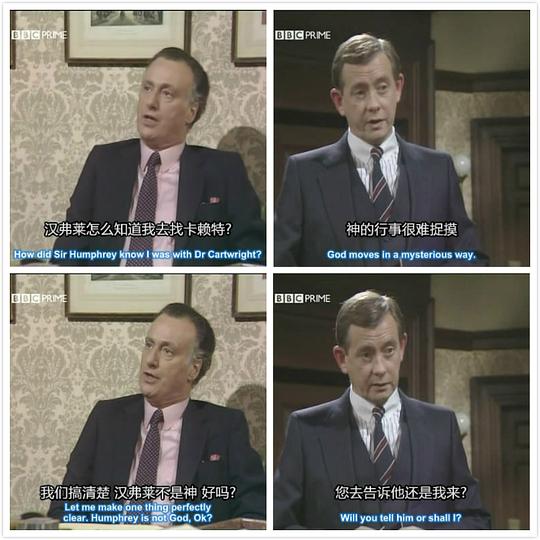 BBC PRIME
汉弗莱怎么知道我去找卡赖特?
How did Sir Humphrey know I was with Dr Cartwright?
BBC PRIME
神的行事很难捉摸
God moves in a mysterious way.
BBC PRIME
我们搞清楚 汉弗莱不是神 好吗?
Let me make one thing perfectly
clear. Humphrey is not God, Ok?
BBC PRIME
您去告诉他还是我来?
Will you tell him or shall I?